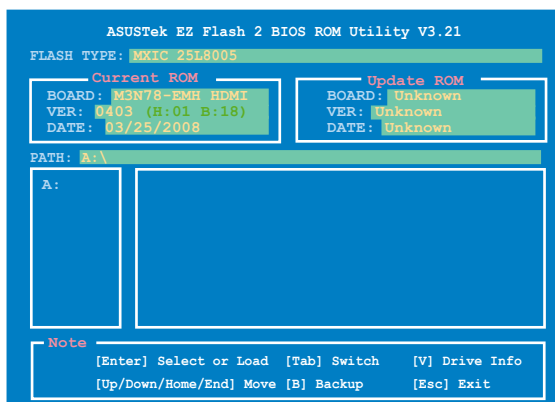 ASUSTek EZ Flash 2 BIOS ROM Utility V3.21
FLASH TYPE: MXIC 25L8005
Current ROM
BOARD: M3N78-EMH HDMI
VER: 0403 (H:01 B:18)
DATE: 03/25/2008
Update ROM
BOARD: Unknown
VER: Unknown
DATE: Unknown
PATH: A:\
A:
Note
[Enter] Select or Load [Tab] Switch [V] Drive Info
[Up/Down/Home/End] Move [B] Backup [Esc] Exit